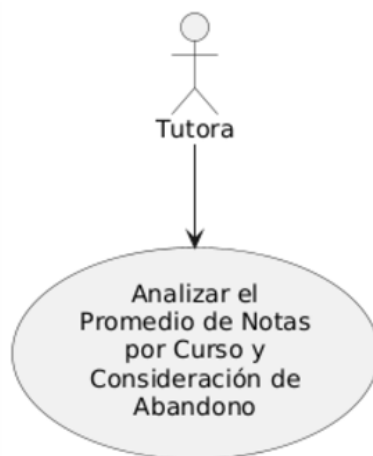 Tutora
Analizar el
Promedio de Notas
por Curso y
Consideración de
Abandono